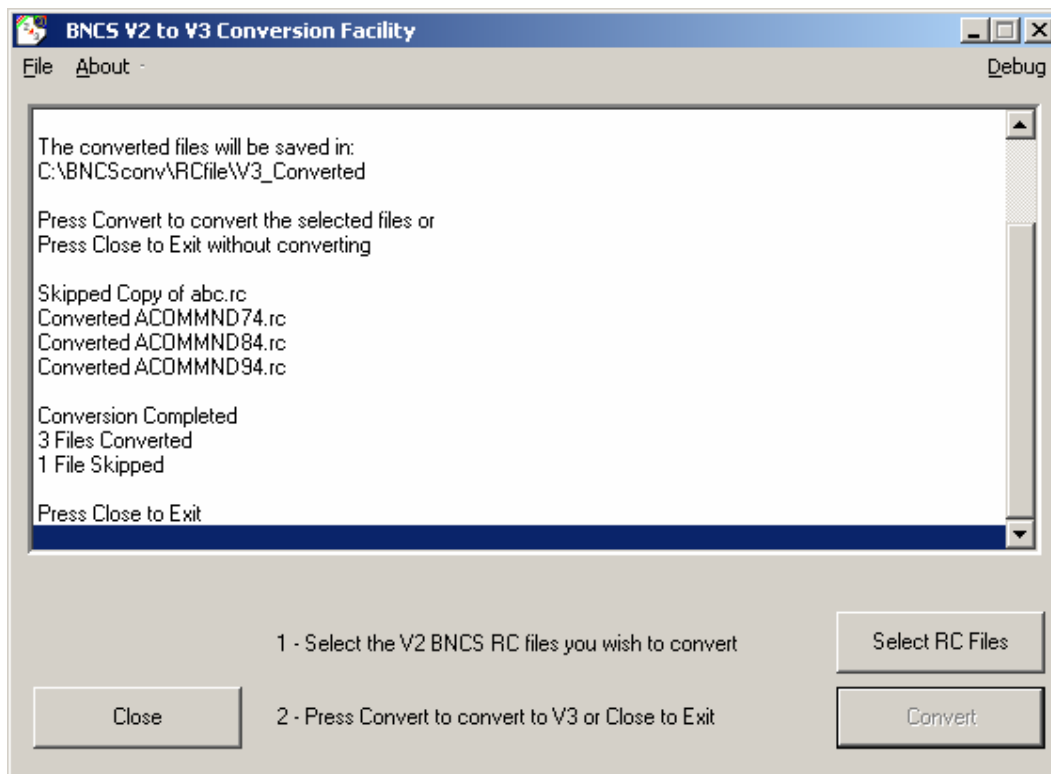 BNCS V2 to V3 Conversion Facility
File About Debug
The converted files will be saved in:
C:\BNCSconv\RCfile\V3_Converted
Press Convert to convert the selected files or
Press Close to Exit without converting
Skipped Copy of abc.rc
Converted ACOMMND74.rc
Converted ACOMMND84.rc
Converted ACOMMND94.rc
Conversion Completed
3 Files Converted
1 File Skipped
Press Close to Exit
1 - Select the V2 BNCS RC files you wish to convert
Select RC Files
Close
2 - Press Convert to convert to V3 or Close to Exit
Convert